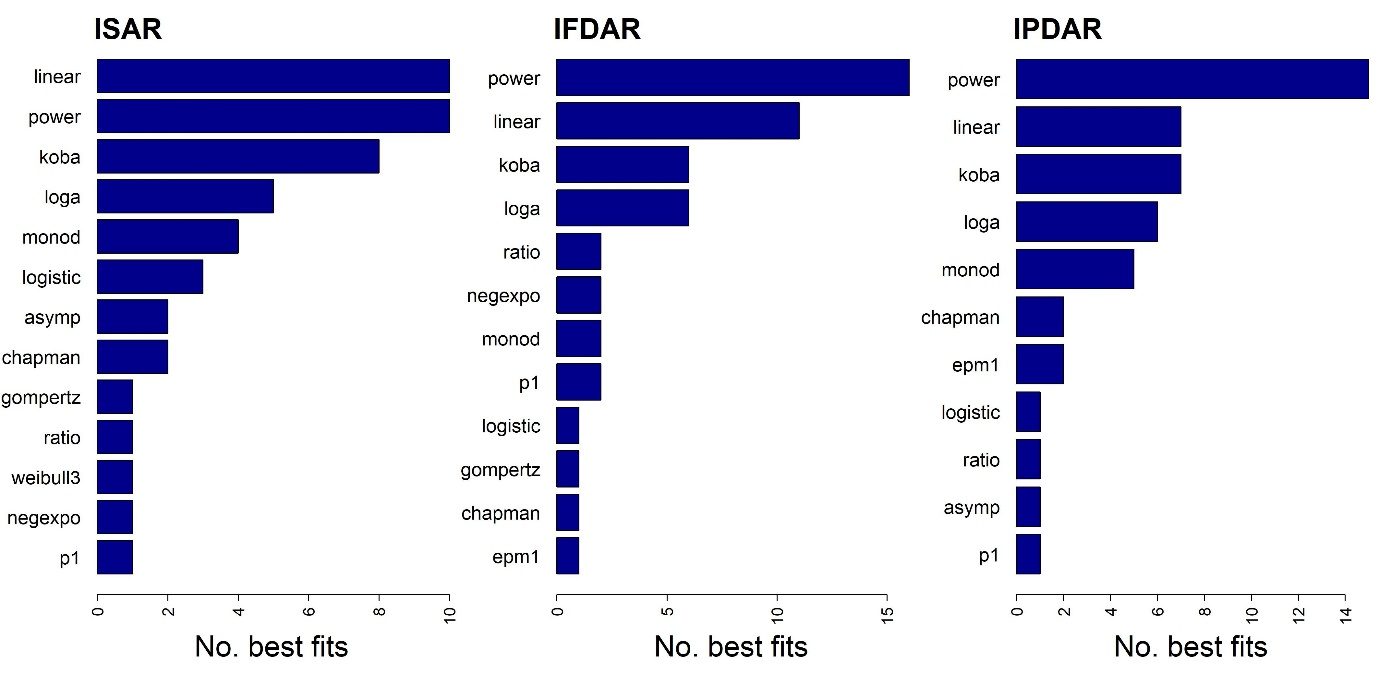 ISAR
linear
power
koba
loga
monod
logistic
asymp
chapman
gompertz
ratio
weibull3
negexpo
p1
0 2 4 6 8 10
No. best fits
IFDAR
power
linear
koba
loga
ratio
negexpo
monod
p1
logistic
gompertz
chapman
epm1
0 5 10 15
No. best fits
IPDAR
power
linear
koba
loga
monod
chapman
epm1
logistic
ratio
asymp
p1
0 2 4 6 8 10 12 14
No. best fits